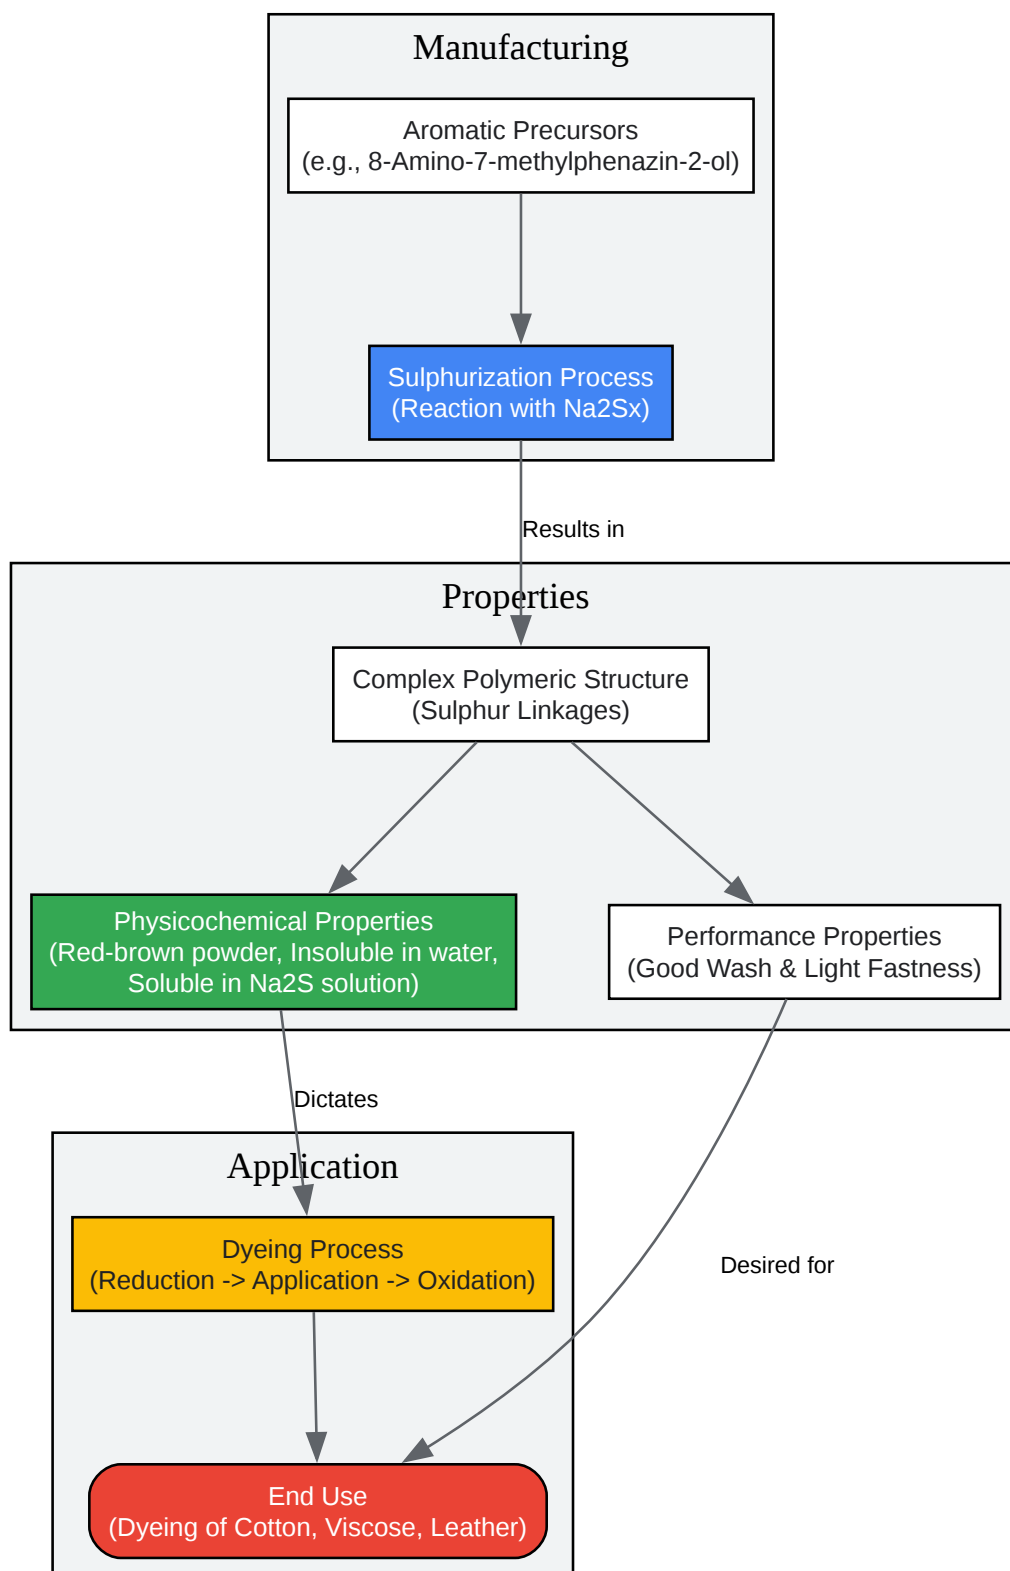 Manufacturing
Aromatic Precursors
(e.g., 8-Amino-7-methylphenazin-2-ol)
Sulphurization Process
(Reaction with Na2Sx)
Results in
Properties
Complex Polymeric Structure
(Sulphur Linkages)
Physicochemical Properties
(Red-brown powder, Insoluble in water,
Soluble in Na2S solution)
Performance Properties
(Good Wash & Light Fastness)
Dictates
Application
Dyeing Process
(Reduction -> Application -> Oxidation)
Desired for
End Use
(Dyeing of Cotton, Viscose, Leather)